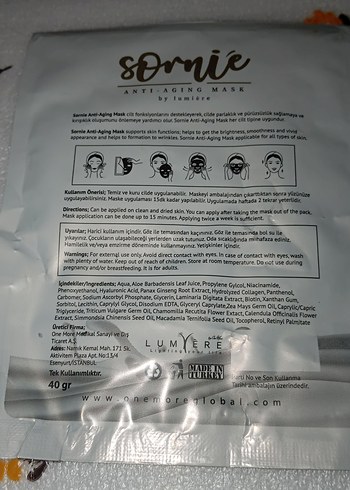 sornie
ANTI-AGING MASK
by lumiére
Sornie Anti-Aging Mask cilt fonksiyonlarını destekleyerek, cilde parlaklık ve pürüzsüzlük sağlamaya ve
kırışıklık oluşumunu önlemeye yardımcı olur. Sornie Anti-Aging Mask her cilt tipine uygundur.
Sornie Anti-Aging Mask supports skin functions; helps to get the brightness, smoothness and vivid
appearance and helps to formation to wrinkles. Sornie Anti-Aging Mask applicable for all types of skin.
Kullanım Önerisi: Temiz ve kuru cilde uygulanabilir. Maskeyi ambalajından çıkarttıktan sonra yüzünüze
uygulayabilirsiniz. Maske uygulaması 15dk kadar yapılabilir. Uygulamada haftada 2 tekrar yeterlidir.
Directions: Can be applied on clean and dried skin. You can apply after taking the mask out of the pack.
Mask application can be done up to 15 minutes. Applying twice a week is sufficient.
Uyarılar: Harici kullanım içindir. Göz ile temasından kaçınınız. Göz ile teması da bol su ile
yıkayınız. Çocukların ulaşabileceği yerlerden uzak tutunuz. Oda sıcaklığında muhafaza ediniz.
Hamilelik ve/veya emzirme döneminde kullanmayınız. Yetişkinler içindir.
Warnings: For external use only. Avoid direct contact with eyes. In case of contact with eyes, wash
with plenty of water. Keep out of reach of children. Store at room temperature. Do not use during
pregnancy and/or breastfeeding. It is for adults.
İçindekiler/Ingredients: Aqua, Aloe Barbadensis Leaf Juice, Propylene Glycol, Niacinamide,
Phenoxyethanol, Hyaluronic Acid, Panax Ginseng Root Extract, Hydrolyzed Collagen, Panthenol,
Carbomer, Sodium Ascorbyl Phosphate, Glycerin, Laminaria Digitata Extract, Biotin, Xanthan Gum,
Sorbitol, Lecithin, Caprylyl Glycol, Disodium EDTA, Glyceryl Caprylate, Zea Mays Germ Oil, Caprylic/Capric
Triglyceride, Triticum Vulgare Germ Oil, Chamomilla Recutita Flower Extract, Calendula Officinalis Flower
Extract, Simmondsia Chinensis Seed Oil, Macadamia Ternifolia Seed Oil, Tocopherol, Retinyl Palmitate
Üretici Firma:
One More Medikal Sanayi ve Dış
Ticaret A.Ş.
Adres: Namık Kemal Mah. 171 Sk.
Aktivitem Plaza Apt. No:13/4
Esenyurt/İSTANBUL
Tek Kullanımlıktır.
40 gr
LUMYERE
MADE IN
TURKEY
Seri No ve Son Kullanma
Tarihi ambalajın üzerindedir.
www.onemoreglobal.com